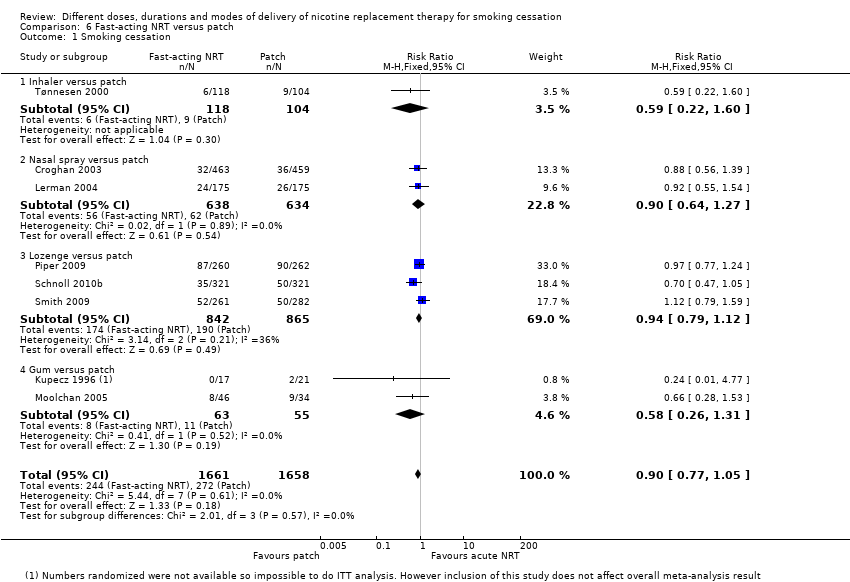 Review: Different doses, durations and modes of delivery of nicotine replacement therapy for smoking cessation
Comparison: 6 Fast-acting NRT versus patch
Outcome: 1 Smoking cessation
Study or subgroup Fast-acting NRT Patch Risk Ratio Weight Risk Ratio
n/N n/N M-H,Fixed,95% CI M-H,Fixed,95% CI
1 Inhaler versus patch
Tønnesen 2000 6/118 9/104 3.5 % 0.59 [ 0.22, 1.60 ]
Subtotal (95% CI) 118 104 3.5 % 0.59 [ 0.22, 1.60 ]
Total events: 6 (Fast-acting NRT), 9 (Patch)
Heterogeneity: not applicable
Test for overall effect: Z = 1.04 (P = 0.30)
2 Nasal spray versus patch
Croghan 2003 32/463 36/459 13.3 % 0.88 [ 0.56, 1.39 ]
Lerman 2004 24/175 26/175 9.6 % 0.92 [ 0.55, 1.54 ]
Subtotal (95% CI) 638 634 22.8 % 0.90 [ 0.64, 1.27 ]
Total events: 56 (Fast-acting NRT), 62 (Patch)
Heterogeneity: Chi² = 0.02, df = 1 (P = 0.89); I² =0.0%
Test for overall effect: Z = 0.61 (P = 0.54)
3 Lozenge versus patch
Piper 2009 87/260 90/262 33.0 % 0.97 [ 0.77, 1.24 ]
Schnoll 2010b 35/321 50/321 18.4 % 0.70 [ 0.47, 1.05 ]
Smith 2009 52/261 50/282 17.7 % 1.12 [ 0.79, 1.59 ]
Subtotal (95% CI) 842 865 69.0 % 0.94 [ 0.79, 1.12 ]
Total events: 174 (Fast-acting NRT), 190 (Patch)
Heterogeneity: Chi² = 3.14, df = 2 (P = 0.21); I² =36%
Test for overall effect: Z = 0.69 (P = 0.49)
4 Gum versus patch
Kupecz 1996 (1) 0/17 2/21 0.8 % 0.24 [ 0.01, 4.77 ]
Moolchan 2005 8/46 9/34 3.8 % 0.66 [ 0.28, 1.53 ]
Subtotal (95% CI) 63 55 4.6 % 0.58 [ 0.26, 1.31 ]
Total events: 8 (Fast-acting NRT), 11 (Patch)
Heterogeneity: Chi² = 0.41, df = 1 (P = 0.52); I² =0.0%
Test for overall effect: Z = 1.30 (P = 0.19)
Total (95% CI) 1661 1658 100.0 % 0.90 [ 0.77, 1.05 ]
Total events: 244 (Fast-acting NRT), 272 (Patch)
Heterogeneity: Chi² = 5.44, df = 7 (P = 0.61); I² =0.0%
Test for overall effect: Z = 1.33 (P = 0.18)
Test for subgroup differences: Chi² = 2.01, df = 3 (P = 0.57), I² =0.0%
0.005 0.1 1 10 200
Favours patch Favours acute NRT
(1) Numbers randomized were not available so impossible to do ITT analysis. However inclusion of this study does not affect overall meta-analysis result